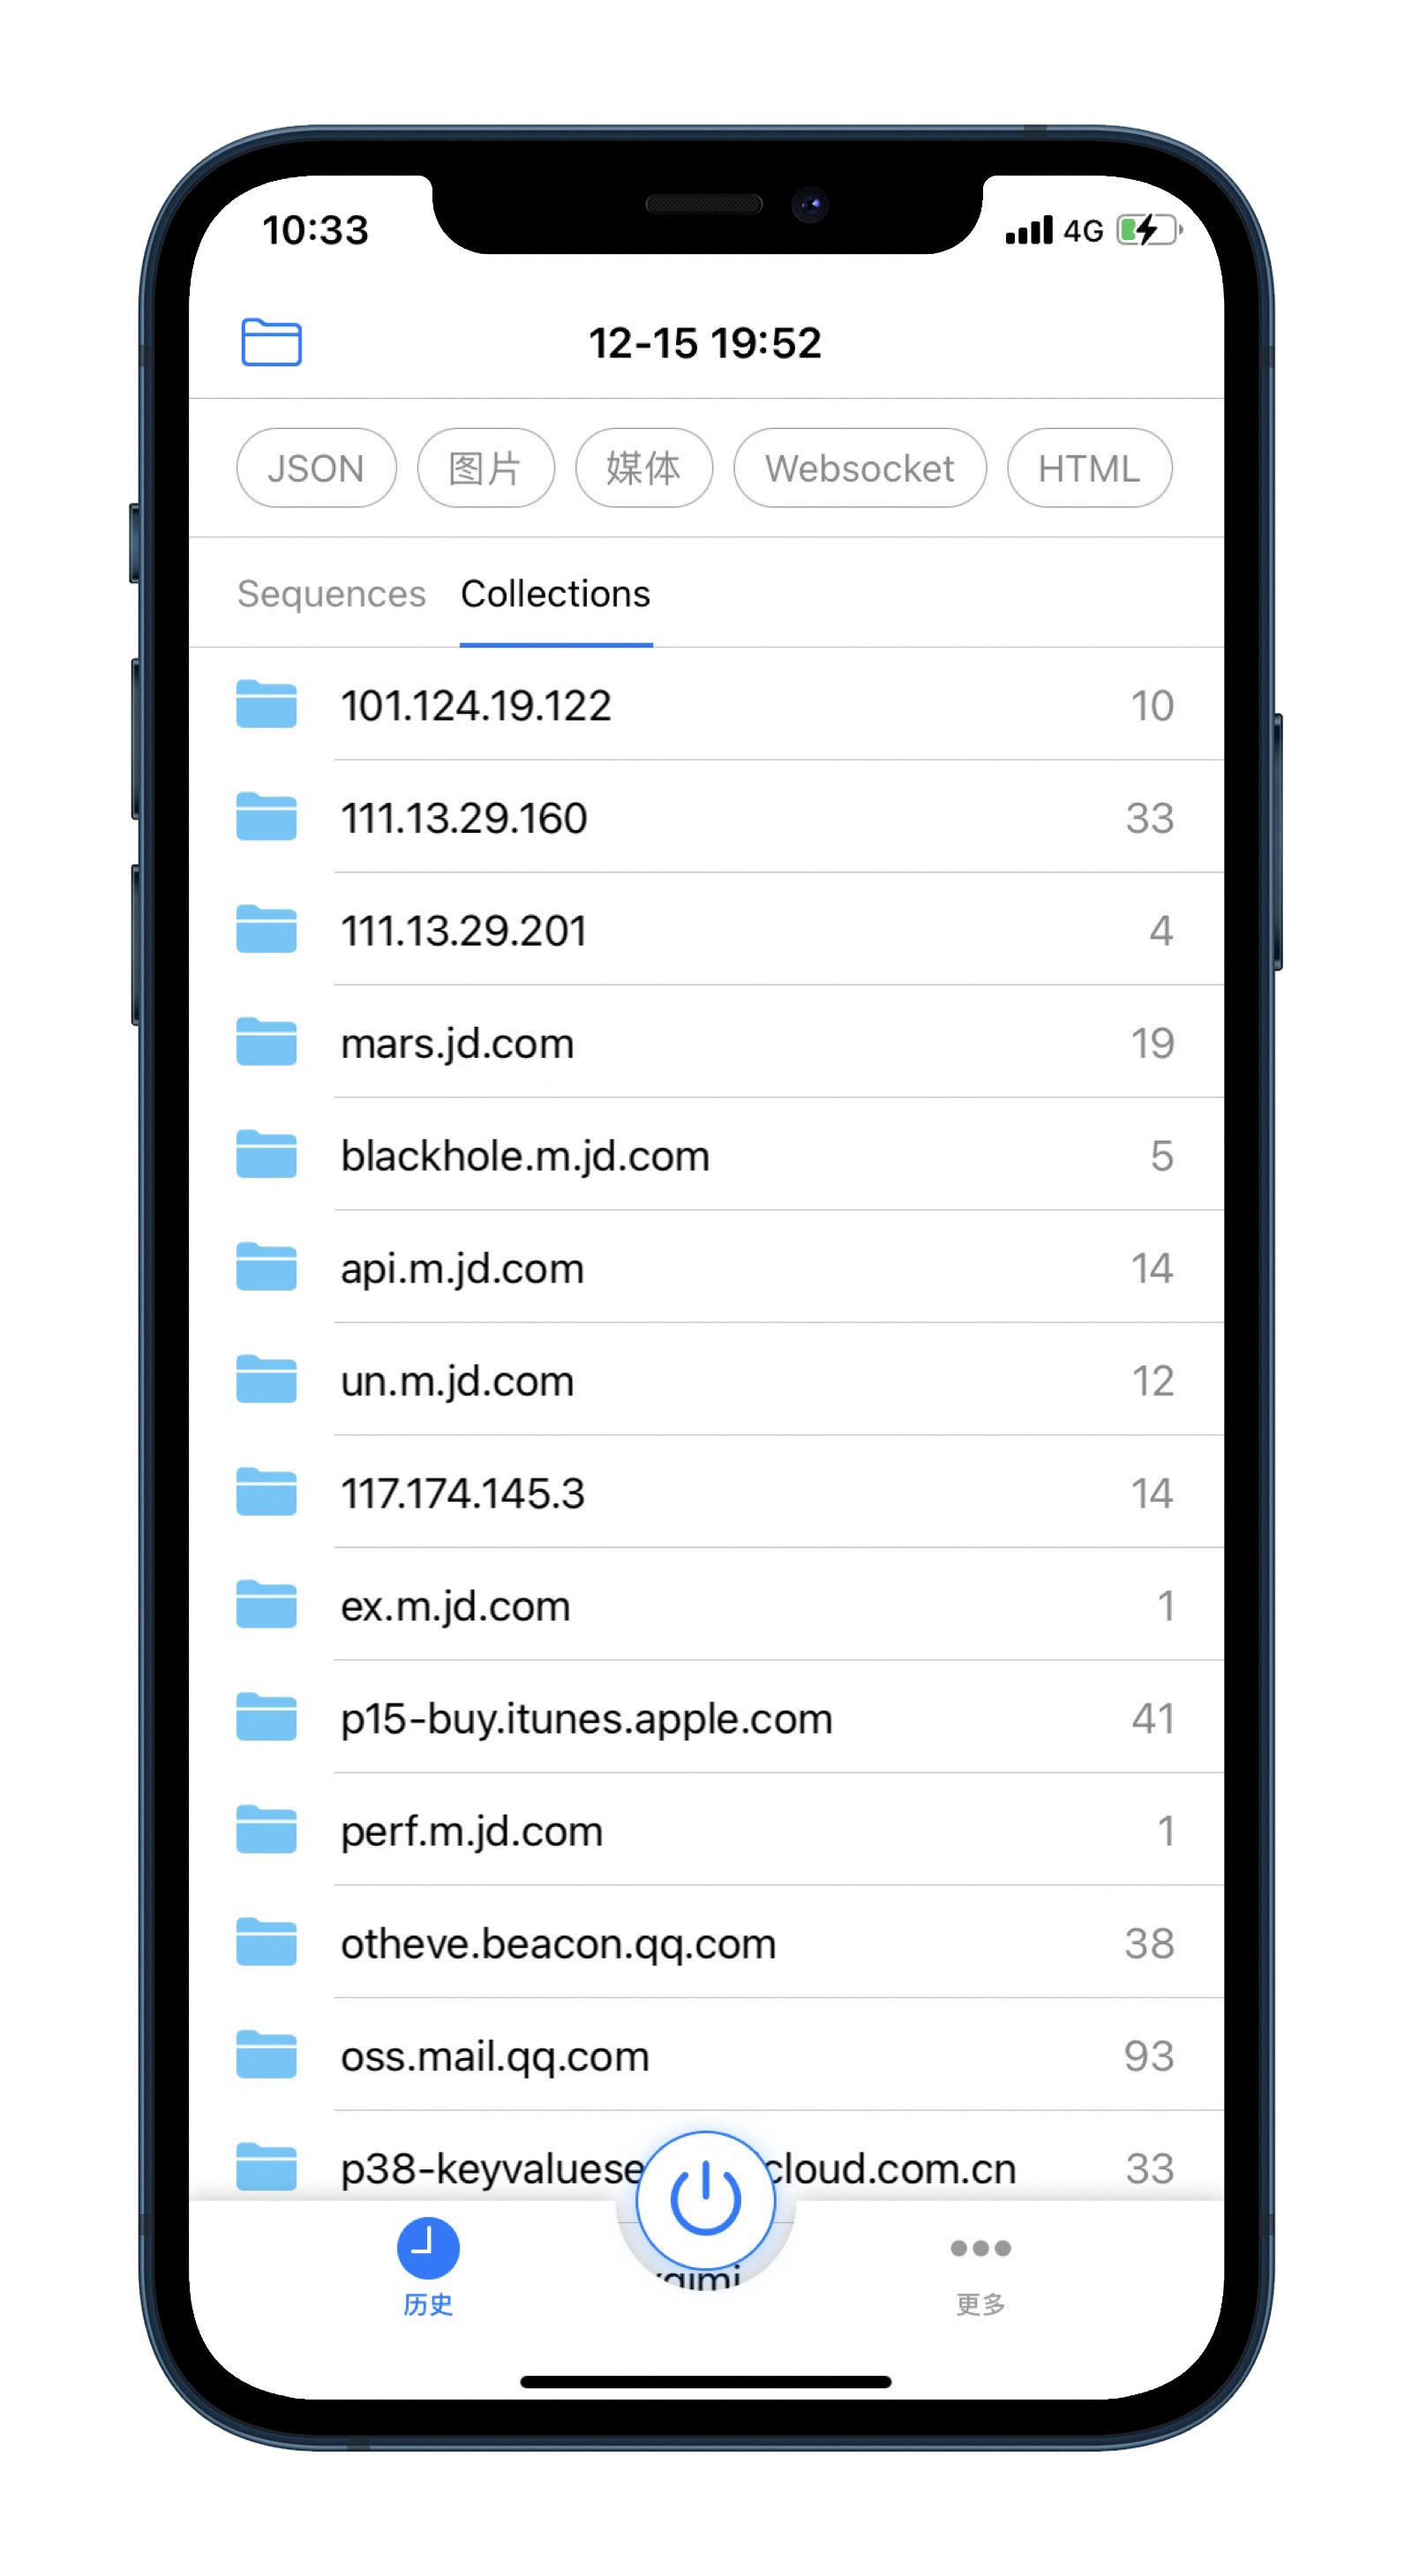 10:33 4G
12-15 19:52
JSON 图片 媒体 Websocket HTML
Sequences Collections
101.124.19.122 10
111.13.29.160 33
111.13.29.201 4
mars.jd.com 19
blackhole.m.jd.com 5
api.m.jd.com 14
un.m.jd.com 12
117.174.145.3 14
ex.m.jd.com 1
p15-buy.itunes.apple.com 41
perf.m.jd.com 1
otheve.beacon.qq.com 38
oss.mail.qq.com 93
p38-keyvaluese cloud.com.cn 33
历史 更多